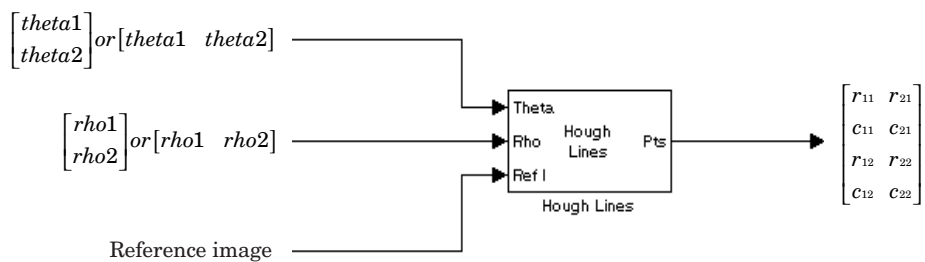 [theta1
theta2] or [theta1 theta2]
[rho1
rho2] or [rho1 rho2]
Reference image
Theta
Rho
Ref I
Hough
Lines
Pts
Hough Lines
r11 r21
c11 c21
r12 r22
c12 c22